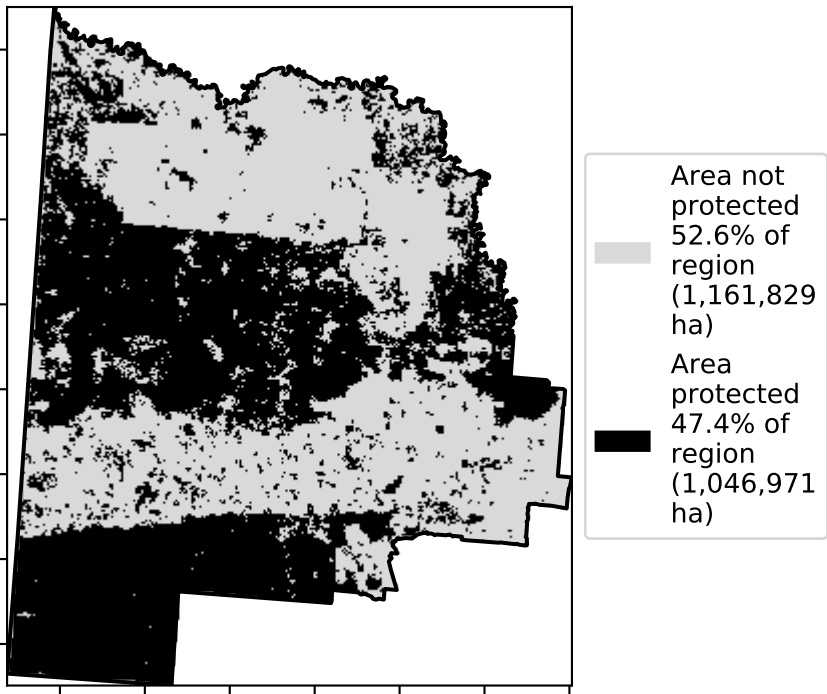 Area not
protected
52.6% of
region
(1,161,829
ha)
Area
protected
47.4% of
region
(1,046,971
ha)